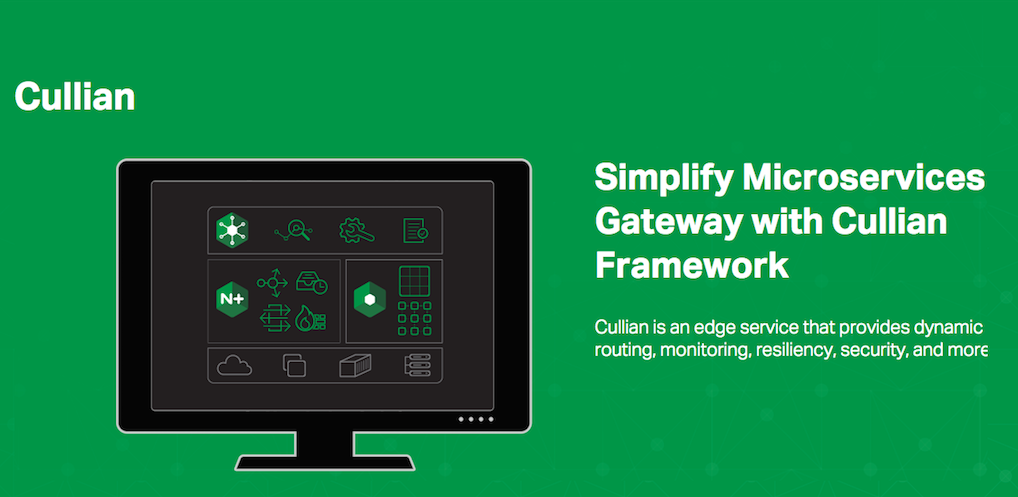 Cullian
Simplify Microservices
Gateway with Cullian
Framework
Cullian is an edge service that provides dynamic
routing, monitoring, resiliency, security, and more
N+